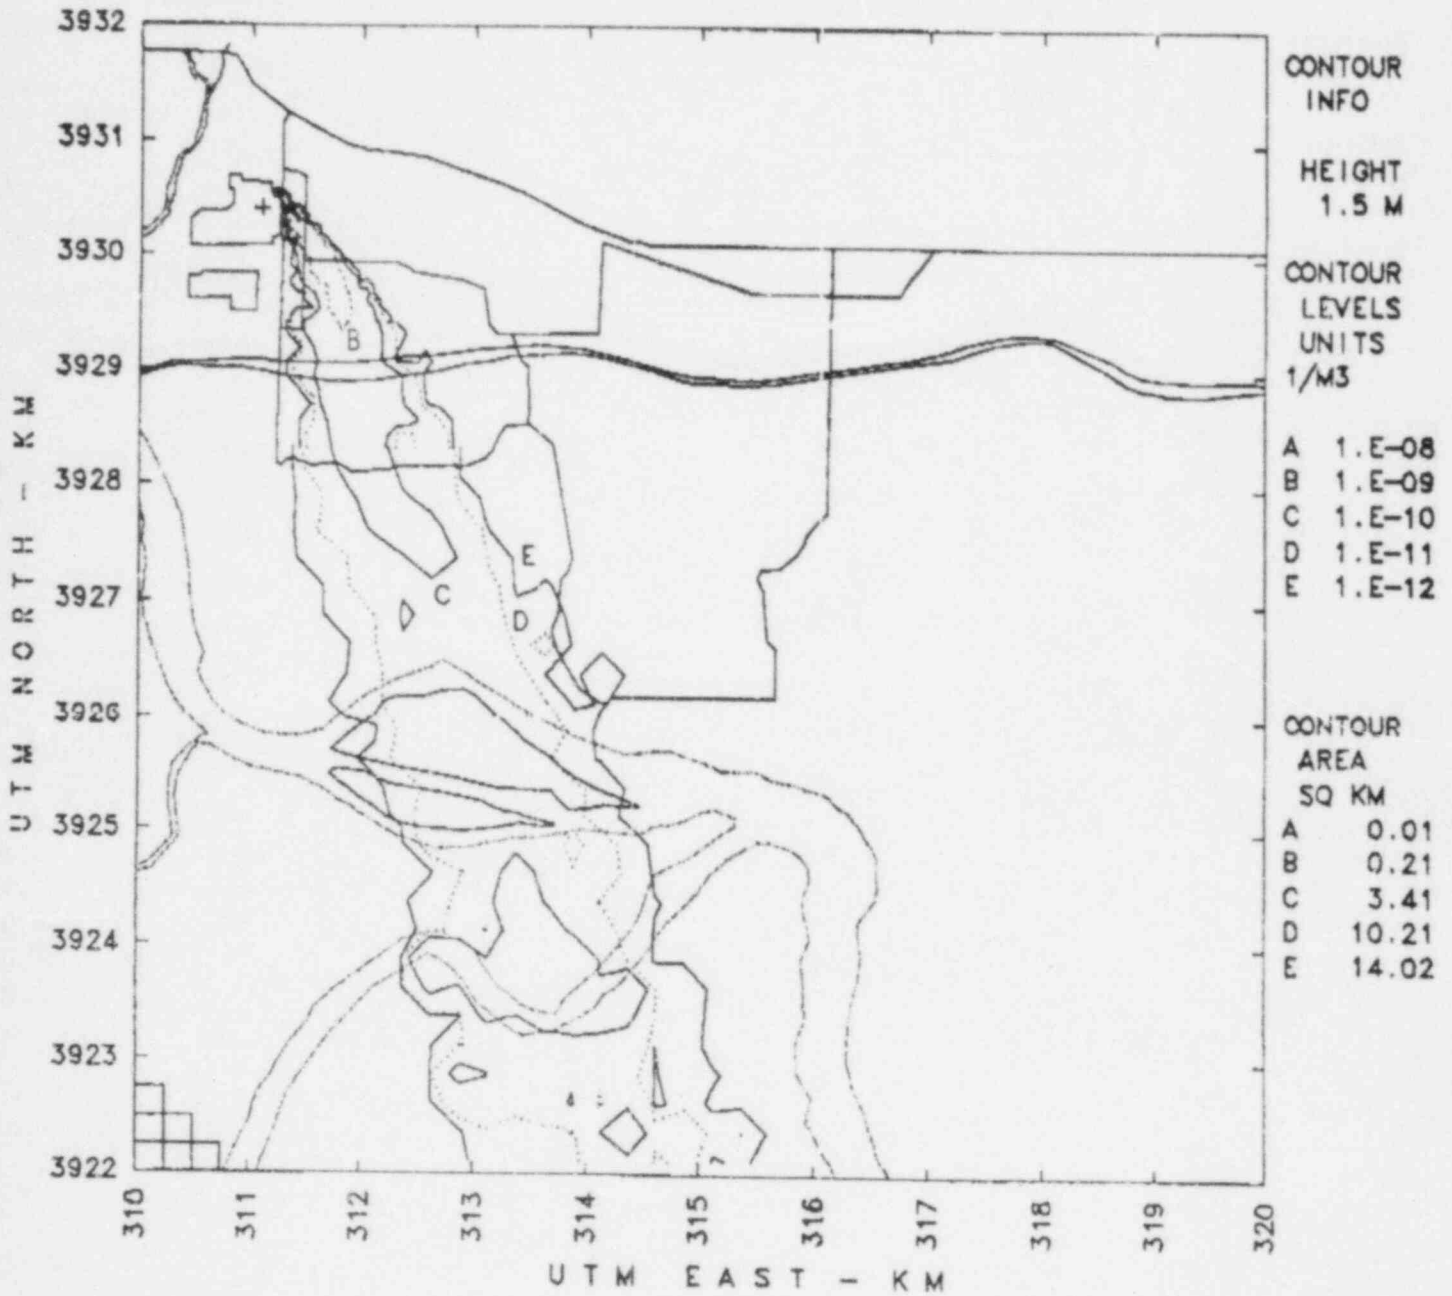 3932
3931
3930
3929
3928
3927
3926
3925
3924
3923
3922
UTM NORTH - KM
310
311
312
313
314
315
316
317
318
319
320
UTM EAST - KM
B
E
C
D
CONTOUR
INFO
HEIGHT
1.5 M
CONTOUR
LEVELS
UNITS
1/M3
A 1.E-08
B 1.E-09
C 1.E-10
D 1.E-11
E 1.E-12
CONTOUR
AREA
SQ KM
A 0.01
B 0.21
C 3.41
D 10.21
E 14.02